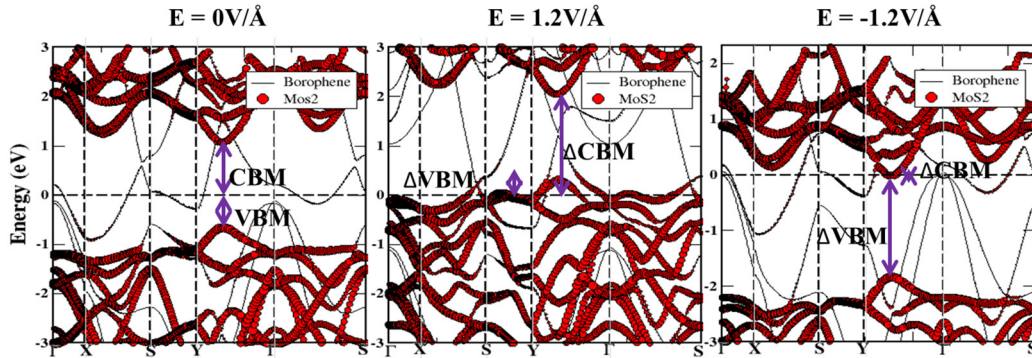 E = 0V/Å
E = 1.2V/Å
E = -1.2V/Å
Energy (eV)
3
2
1
0
-1
-2
-3
Borophene
Mos2
CBM
VBM
Γ X S Y Γ S
3
2
1
0
-1
-2
-3
Borophene
MoS2
ΔVBM
ΔCBM
Γ X S Y Γ S
2
1
0
-1
-2
-3
Borophene
MoS2
ΔCBM
ΔVBM
Γ X S Y Γ S